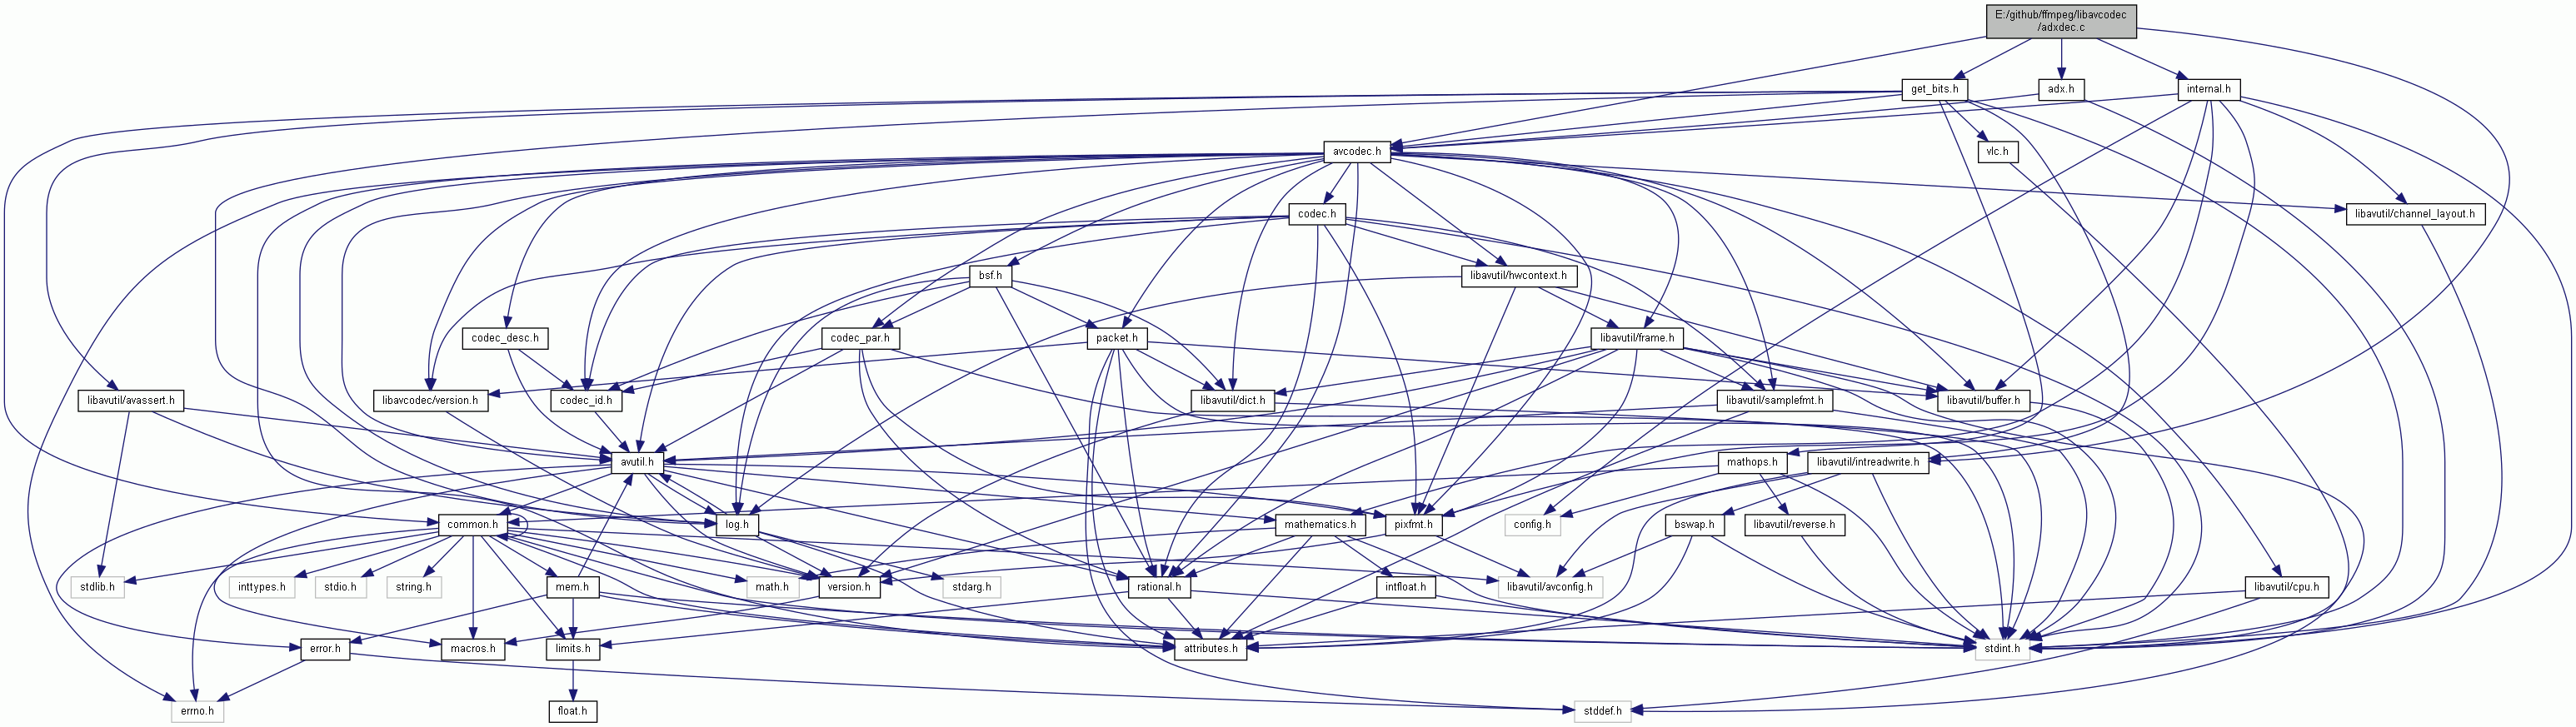 E:/github/ffmpeg/libavcodec
/adxdec.c
get_bits.h
adx.h
internal.h
avcodec.h
vlc.h
codec.h
libavutil/channel_layout.h
bsf.h
libavutil/hwcontext.h
codec_desc.h
codec_par.h
packet.h
libavutil/frame.h
libavutil/avassert.h
libavcodec/version.h
codec_id.h
libavutil/dict.h
libavutil/samplefmt.h
libavutil/buffer.h
avutil.h
mathops.h
libavutil/intreadwrite.h
common.h
log.h
mathematics.h
pixfmt.h
config.h
bswap.h
libavutil/reverse.h
stdlib.h
inttypes.h
stdio.h
string.h
mem.h
math.h
version.h
stdarg.h
rational.h
intfloat.h
libavutil/avconfig.h
libavutil/cpu.h
error.h
macros.h
limits.h
attributes.h
stdint.h
errno.h
float.h
stddef.h